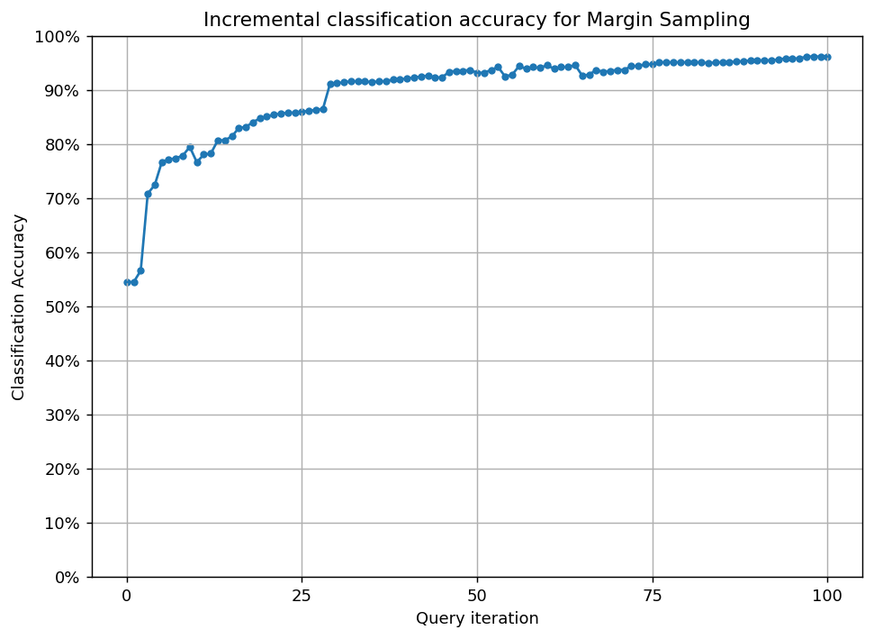 Incremental classification accuracy for Margin Sampling
100%
90%
80%
70%
60%
50%
40%
30%
20%
10%
0%
Classification Accuracy
0 25 50 75 100
Query iteration